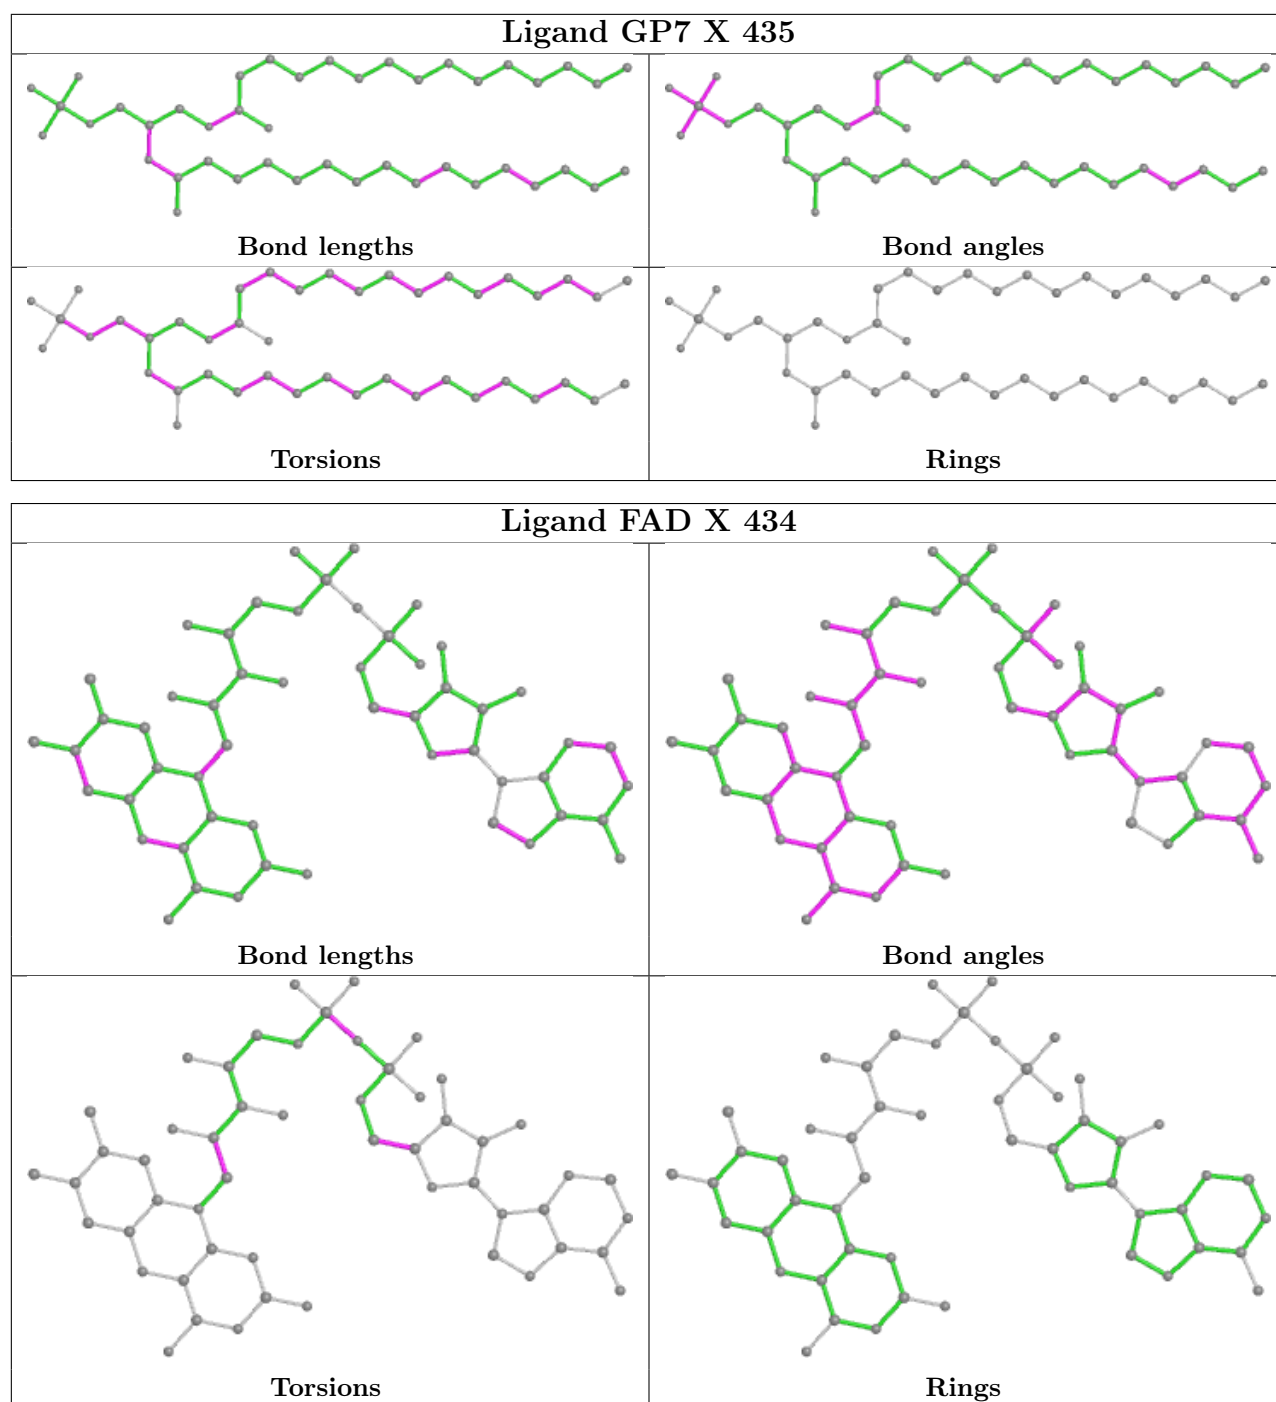 Ligand GP7 X 435
Bond lengths
Bond angles
Torsions
Rings
Ligand FAD X 434
Bond lengths
Bond angles
Torsions
Rings